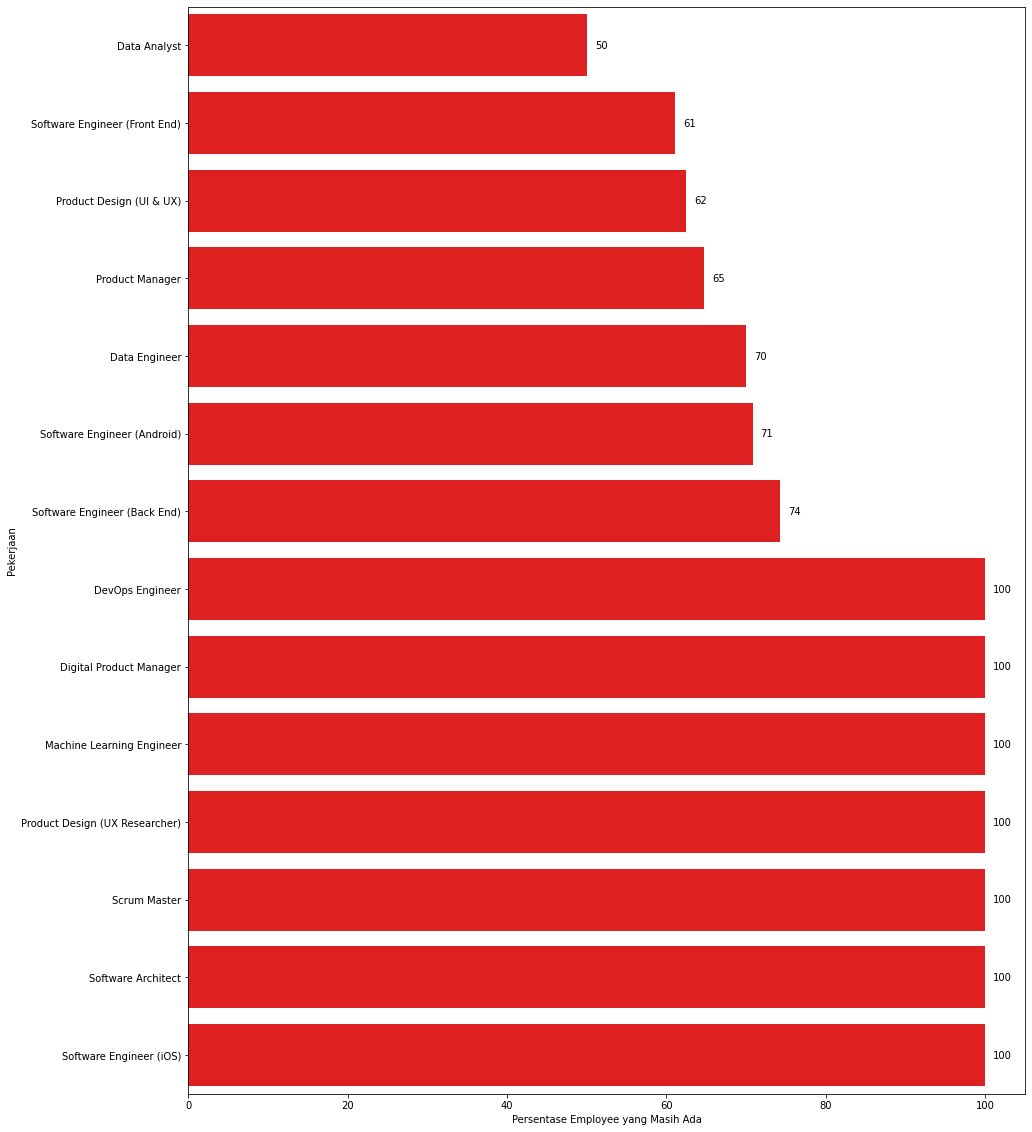 Data Analyst 50
Software Engineer (Front End) 61
Product Design (UI & UX) 62
Product Manager 65
Data Engineer 70
Software Engineer (Android) 71
Software Engineer (Back End) 74
Pekerjaan
DevOps Engineer 100
Digital Product Manager 100
Machine Learning Engineer 100
Product Design (UX Researcher) 100
Scrum Master 100
Software Architect 100
Software Engineer (iOS) 100
0 20 40 60 80 100
Persentase Employee yang Masih Ada